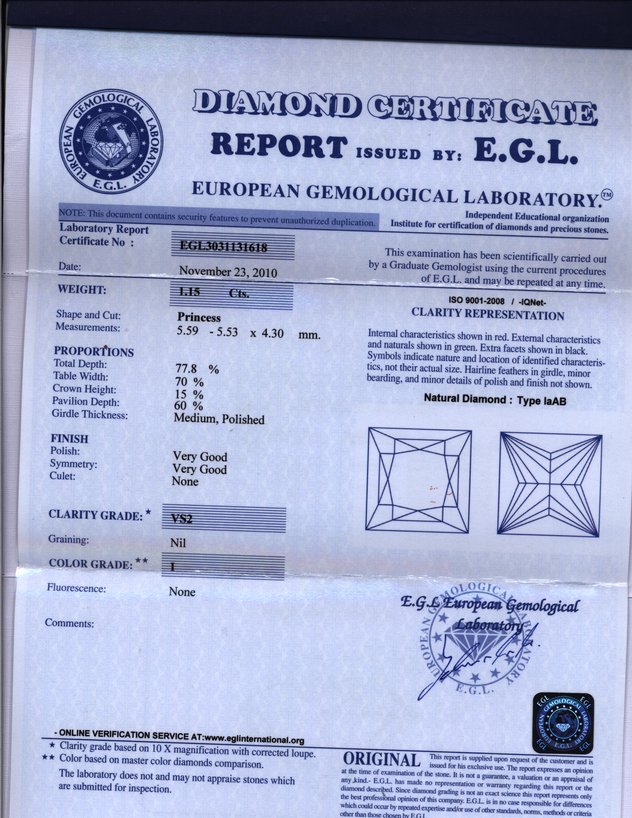 EUROPEAN GEMOLOGICAL LABORATORY
E.G.L.
DIAMOND CERTIFICATE
REPORT ISSUED BY: E.G.L.
EUROPEAN GEMOLOGICAL LABORATORY.™
NOTE: This document contains security features to prevent unauthorized duplication.
Independent Educational organization
Institute for certification of diamonds and precious stones.
Laboratory Report
Certificate No : EGL3031131618
Date: November 23, 2010
This examination has been scientifically carried out
by a Graduate Gemologist using the current procedures
of E.G.L. and may be repeated at any time.
WEIGHT: 1.15 Cts.
Shape and Cut: Princess
Measurements: 5.59 - 5.53 x 4.30 mm.
ISO 9001-2008 / -IQNet-
CLARITY REPRESENTATION
Internal characteristics shown in red. External characteristics
and naturals shown in green. Extra facets shown in black.
Symbols indicate nature and location of identified characteris-
tics, not their actual size. Hairline feathers in girdle, minor
bearding, and minor details of polish and finish not shown.
Natural Diamond : Type IaAB
PROPORTIONS
Total Depth: 77.8 %
Table Width: 70 %
Crown Height: 15 %
Pavilion Depth: 60 %
Girdle Thickness: Medium, Polished
FINISH
Polish: Very Good
Symmetry: Very Good
Culet: None
CLARITY GRADE: * VS2
Graining: Nil
COLOR GRADE: ** I
Fluorescence: None
Comments:
E.G.L European Gemological
Laboratory
EUROPEAN GEMOLOGICAL LABORATORY
E.G.L.
EGL EGL
EUROPEAN GEMOLOGICAL LABORATORY
E.G.L.
EGL EGL
- ONLINE VERIFICATION SERVICE AT:www.eglinternational.org
* Clarity grade based on 10 X magnification with corrected loupe.
** Color based on master color diamonds comparison.
The laboratory does not and may not appraise stones which
are submitted for inspection.
ORIGINAL This report is supplied upon request of the customer and is
issued for his exclusive use. The report expresses an opinion
at the time of examination of the stone. It is not a guarantee, a valuation or an appraisal of
any kind.- E.G.L. has made no representation or warranty regarding this report or the
diamond described. Since diamond grading is not an exact science this report represents only
the best professional opinion of this company. E.G.L. is in no case responsible for differences
which could occur by repeated expertise and/or use of other standards, norms, methods or criteria
other than those chosen by E.G.L.